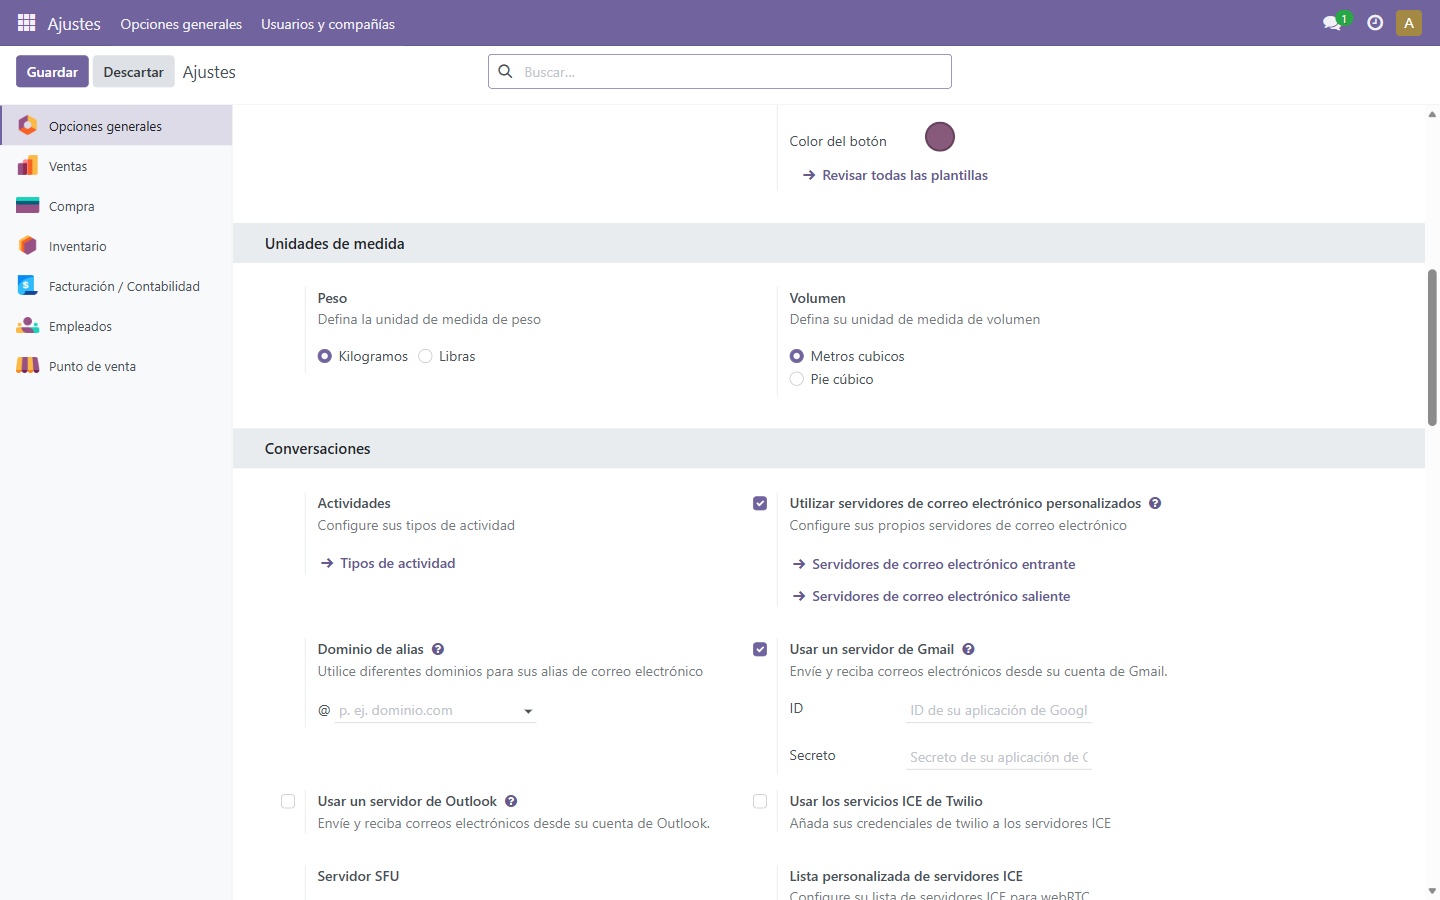 Ajustes
Opciones generales
Usuarios y compañías
1
A
Guardar
Descartar
Ajustes
Buscar...
Opciones generales
Ventas
Compra
Inventario
Facturación / Contabilidad
Empleados
Punto de venta
Color del botón
Revisar todas las plantillas
Unidades de medida
Peso
Defina la unidad de medida de peso
Kilogramos
Libras
Volumen
Defina su unidad de medida de volumen
Metros cubicos
Pie cúbico
Conversaciones
Actividades
Configure sus tipos de actividad
Tipos de actividad
Utilizar servidores de correo electrónico personalizados ?
Configure sus propios servidores de correo electrónico
Servidores de correo electrónico entrante
Servidores de correo electrónico saliente
Dominio de alias ?
Utilice diferentes dominios para sus alias de correo electrónico
@ p. ej. dominio.com
Usar un servidor de Gmail ?
Envíe y reciba correos electrónicos desde su cuenta de Gmail.
ID
ID de su aplicación de Googl
Secreto
Secreto de su aplicación de
Usar un servidor de Outlook ?
Envíe y reciba correos electrónicos desde su cuenta de Outlook.
Usar los servicios ICE de Twilio
Añada sus credenciales de twilio a los servidores ICE
Servidor SFU
Lista personalizada de servidores ICE
Configure su lista de servidores ICE para webRTC